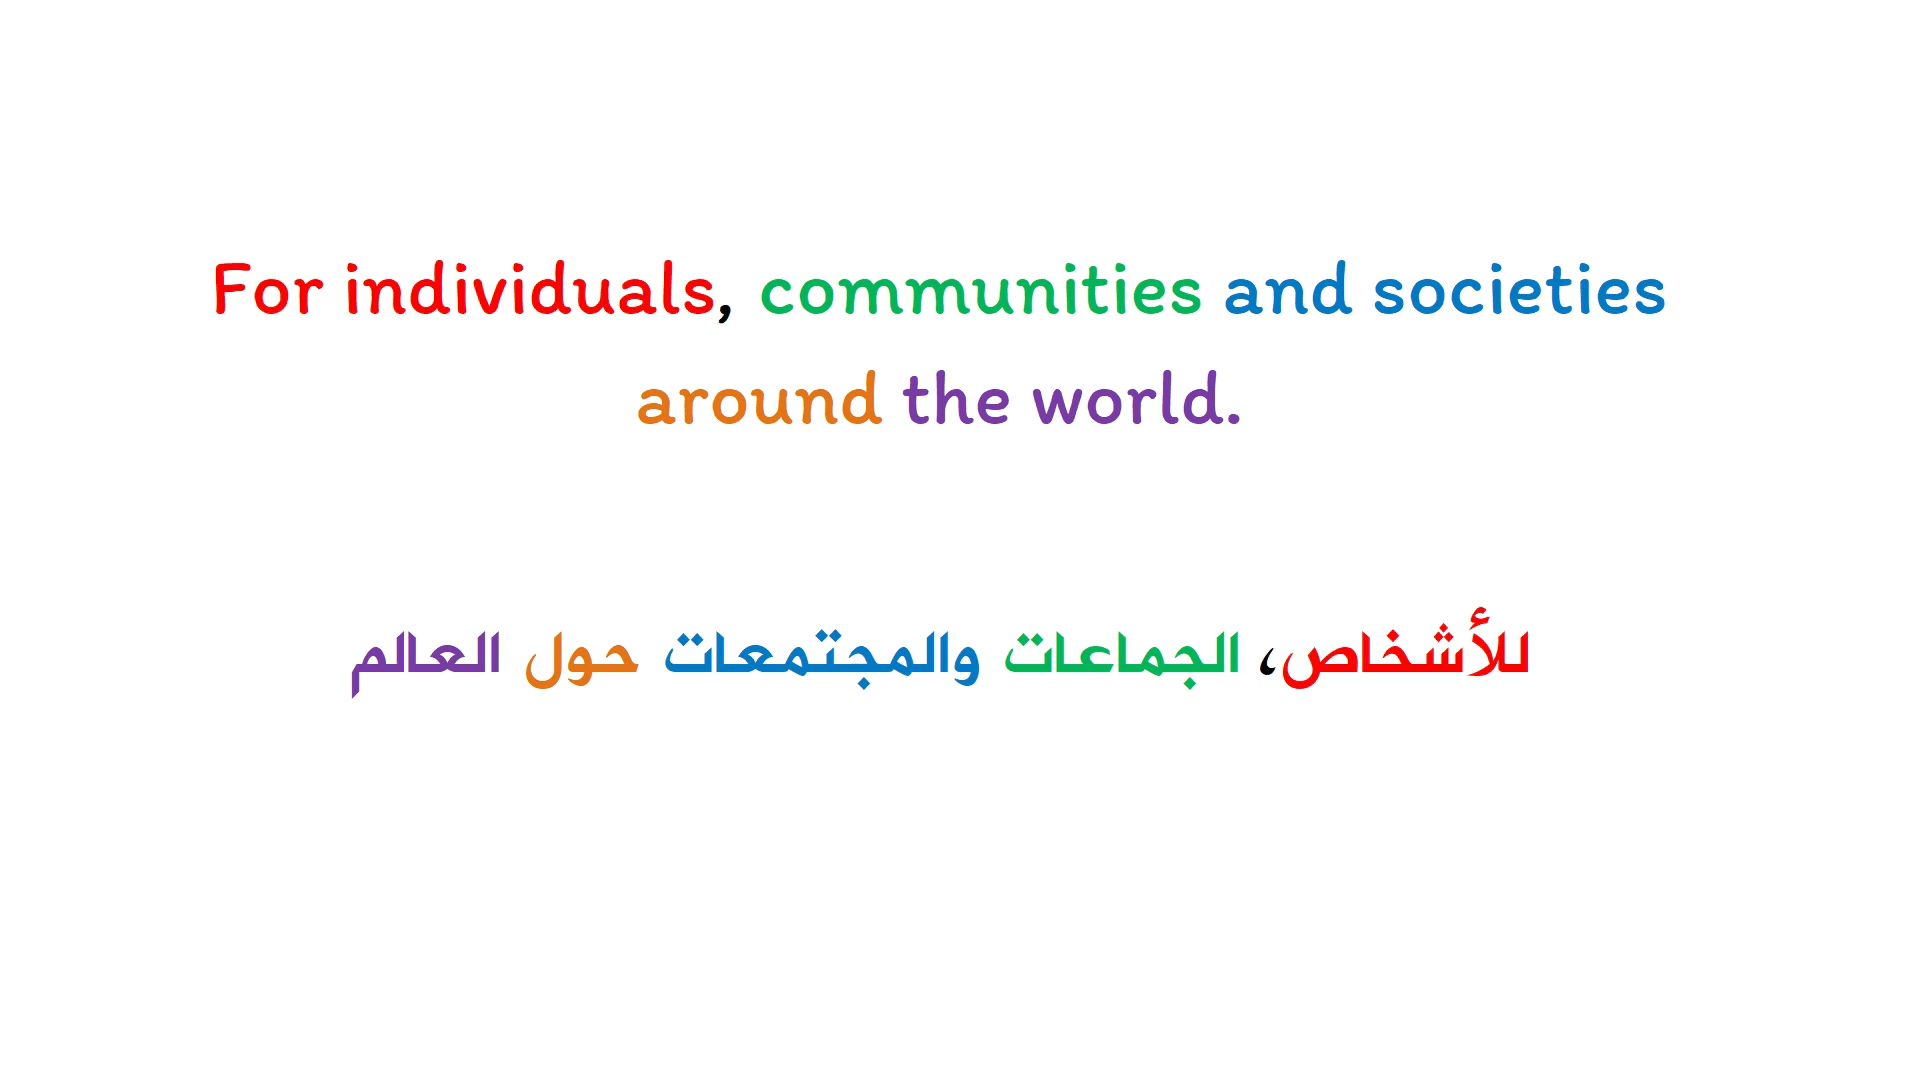 For individuals, communities and societies
around the world.
للأشخاص، الجماعات والمجتمعات حول العالم